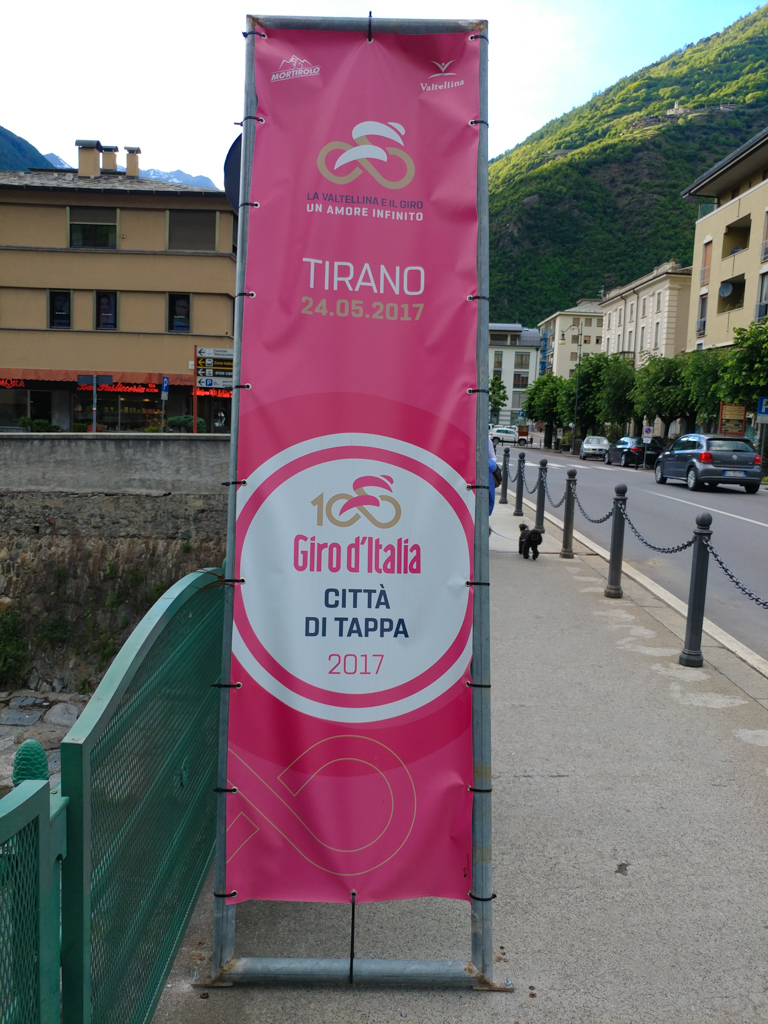 MORTIROLO
Valtellina
LA VALTELLINA E IL GIRO
UN AMORE INFINITO
TIRANO
24.05.2017
100
Giro d'Italia
CITTÀ
DI TAPPA
2017
P